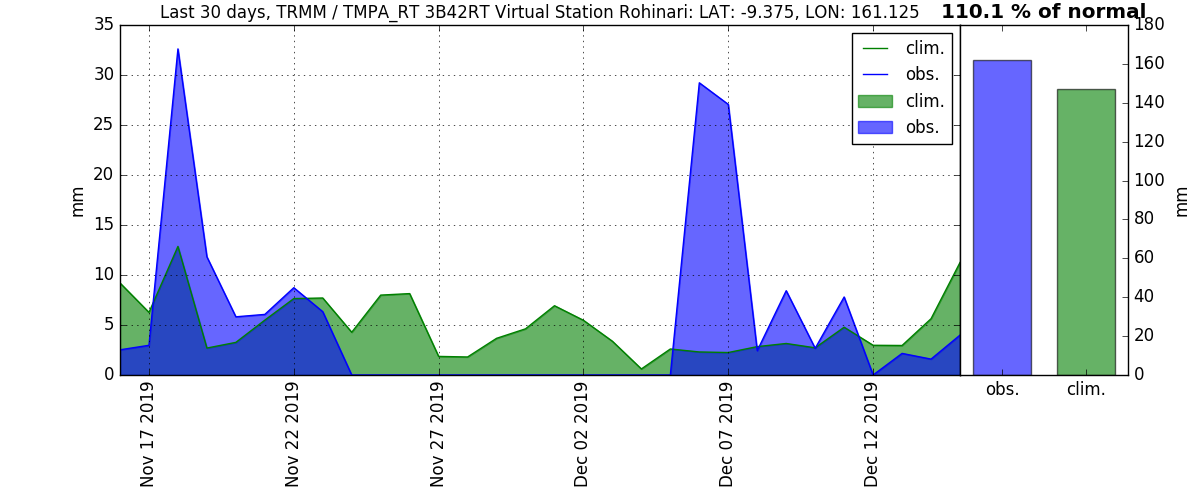 Last 30 days, TRMM / TMPA_RT 3B42RT Virtual Station Rohinari: LAT: -9.375, LON: 161.125
110.1 % of normal
35
30
25
20
15
10
5
0
mm
clim.
obs.
clim.
obs.
180
160
140
120
100
80
60
40
20
0
mm
Nov 17 2019
Nov 22 2019
Nov 27 2019
Dec 02 2019
Dec 07 2019
Dec 12 2019
obs.
clim.